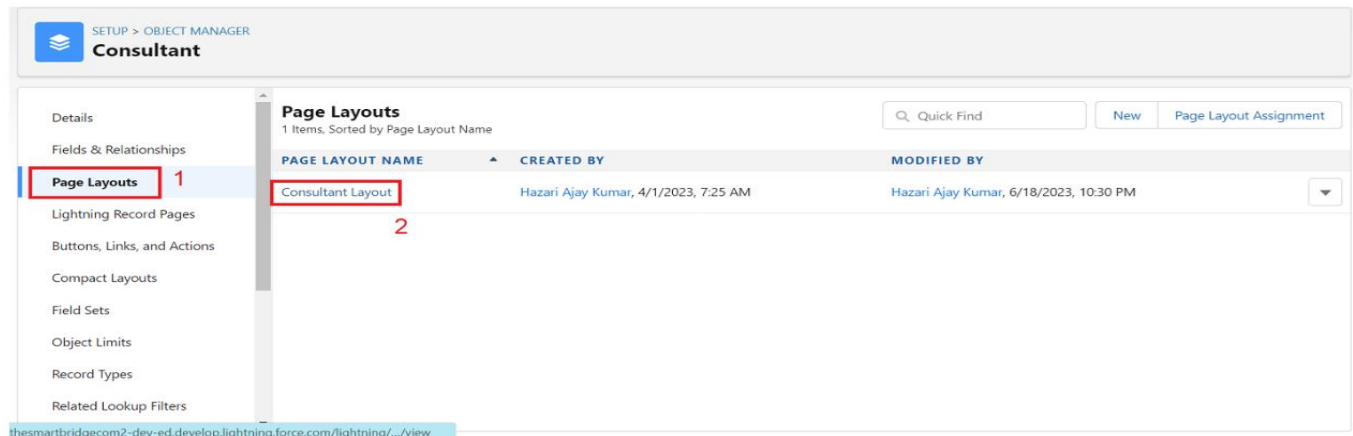 SETUP > OBJECT MANAGER
Consultant
Details
Fields & Relationships
Page Layouts 1
Lightning Record Pages
Buttons, Links, and Actions
Compact Layouts
Field Sets
Object Limits
Record Types
Related Lookup Filters
Page Layouts
1 Items, Sorted by Page Layout Name
Quick Find New Page Layout Assignment
PAGE LAYOUT NAME CREATED BY MODIFIED BY
Consultant Layout Hazari Ajay Kumar, 4/1/2023, 7:25 AM Hazari Ajay Kumar, 6/18/2023, 10:30 PM
2
thesmartbridgecom2-dev-ed.develop.lightning.force.com/lightning/.../view